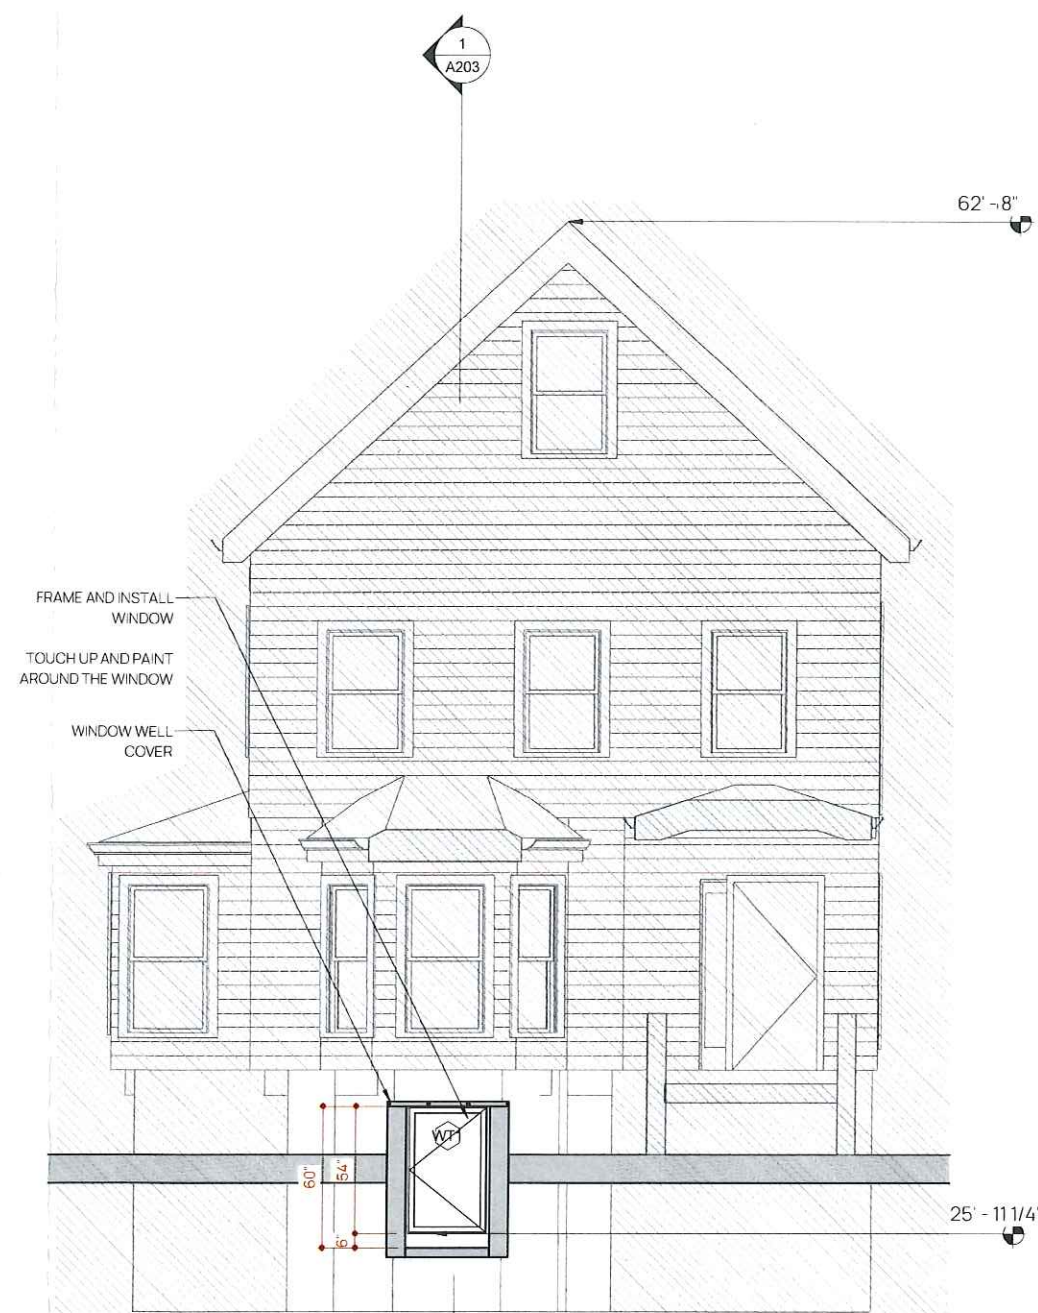 1
A203
62' - 8"
FRAME AND INSTALL
WINDOW
TOUCH UP AND PAINT
AROUND THE WINDOW
WINDOW WELL
COVER
WT1
60"
54"
6"
25' - 11 1/4"